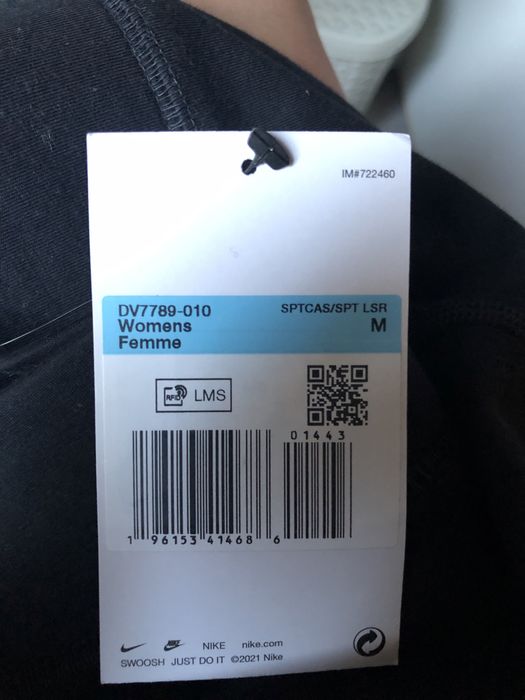 IM#722460
DV7789-010 SPTCAS/SPT LSR
Womens M
Femme
RFID LMS
01443
1 96153 41468 6
NIKE nike.com
SWOOSH JUST DO IT ©2021 Nike